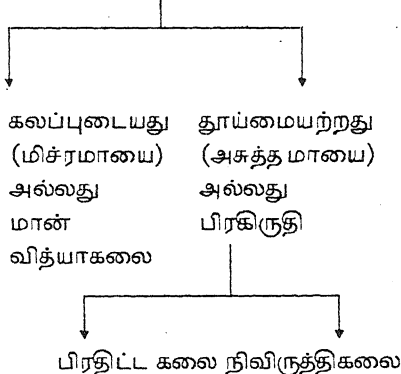 கலப்புடையது
(மிச்ரமாயை)
அல்லது
மான்
வித்யாகலை
தூய்மையற்றது
(அசுத்த மாயை)
அல்லது
பிரகிருதி
பிரதிட்ட கலை நிவிருத்திகலை